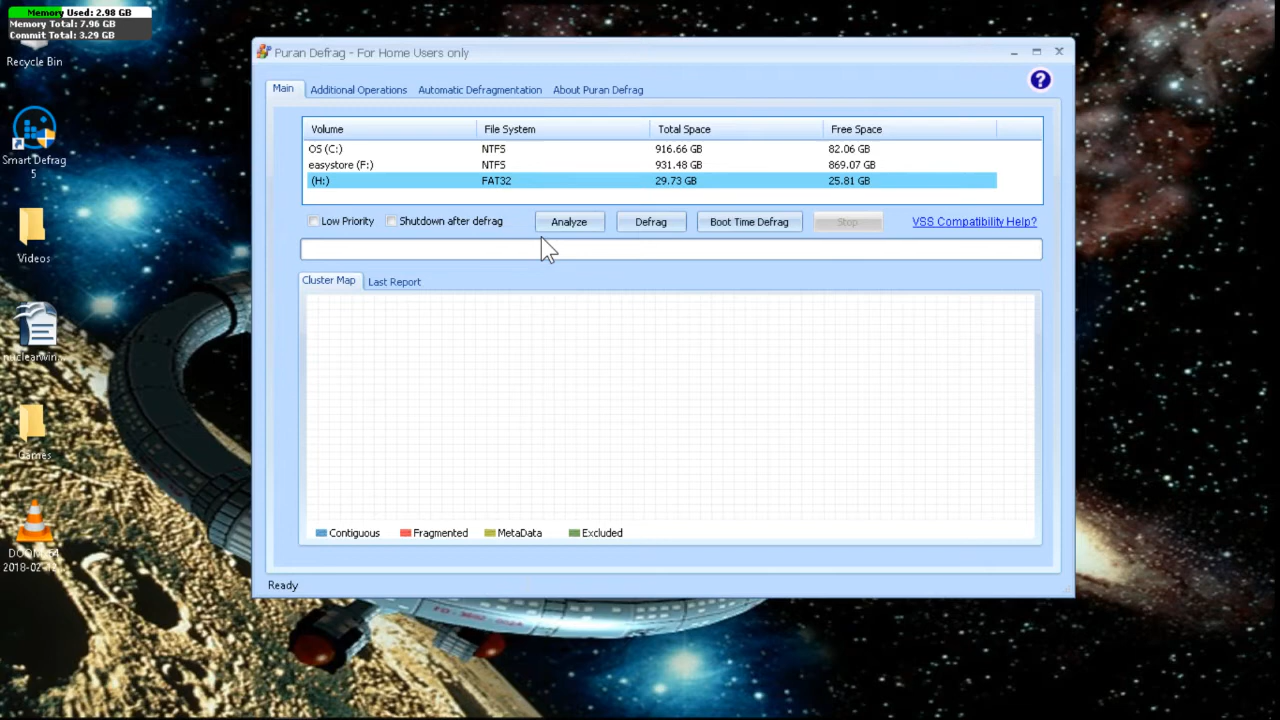 Memory Used: 2.98 GB
Memory Total: 7.96 GB
Commit Total: 3.29 GB
Recycle Bin
Smart Defrag
5
Videos
nuclearwin...
Games
2018-02-12...
Puran Defrag - For Home Users only
?
Main Additional Operations Automatic Defragmentation About Puran Defrag
Volume File System Total Space Free Space
OS (C:) NTFS 916.66 GB 82.06 GB
easystore (F:) NTFS 931.48 GB 869.07 GB
(H:) FAT32 29.73 GB 25.81 GB
Low Priority Shutdown after defrag Analyze Defrag Boot Time Defrag Stop VSS Compatibility Help?
Cluster Map Last Report
Contiguous Fragmented MetaData Excluded
Ready